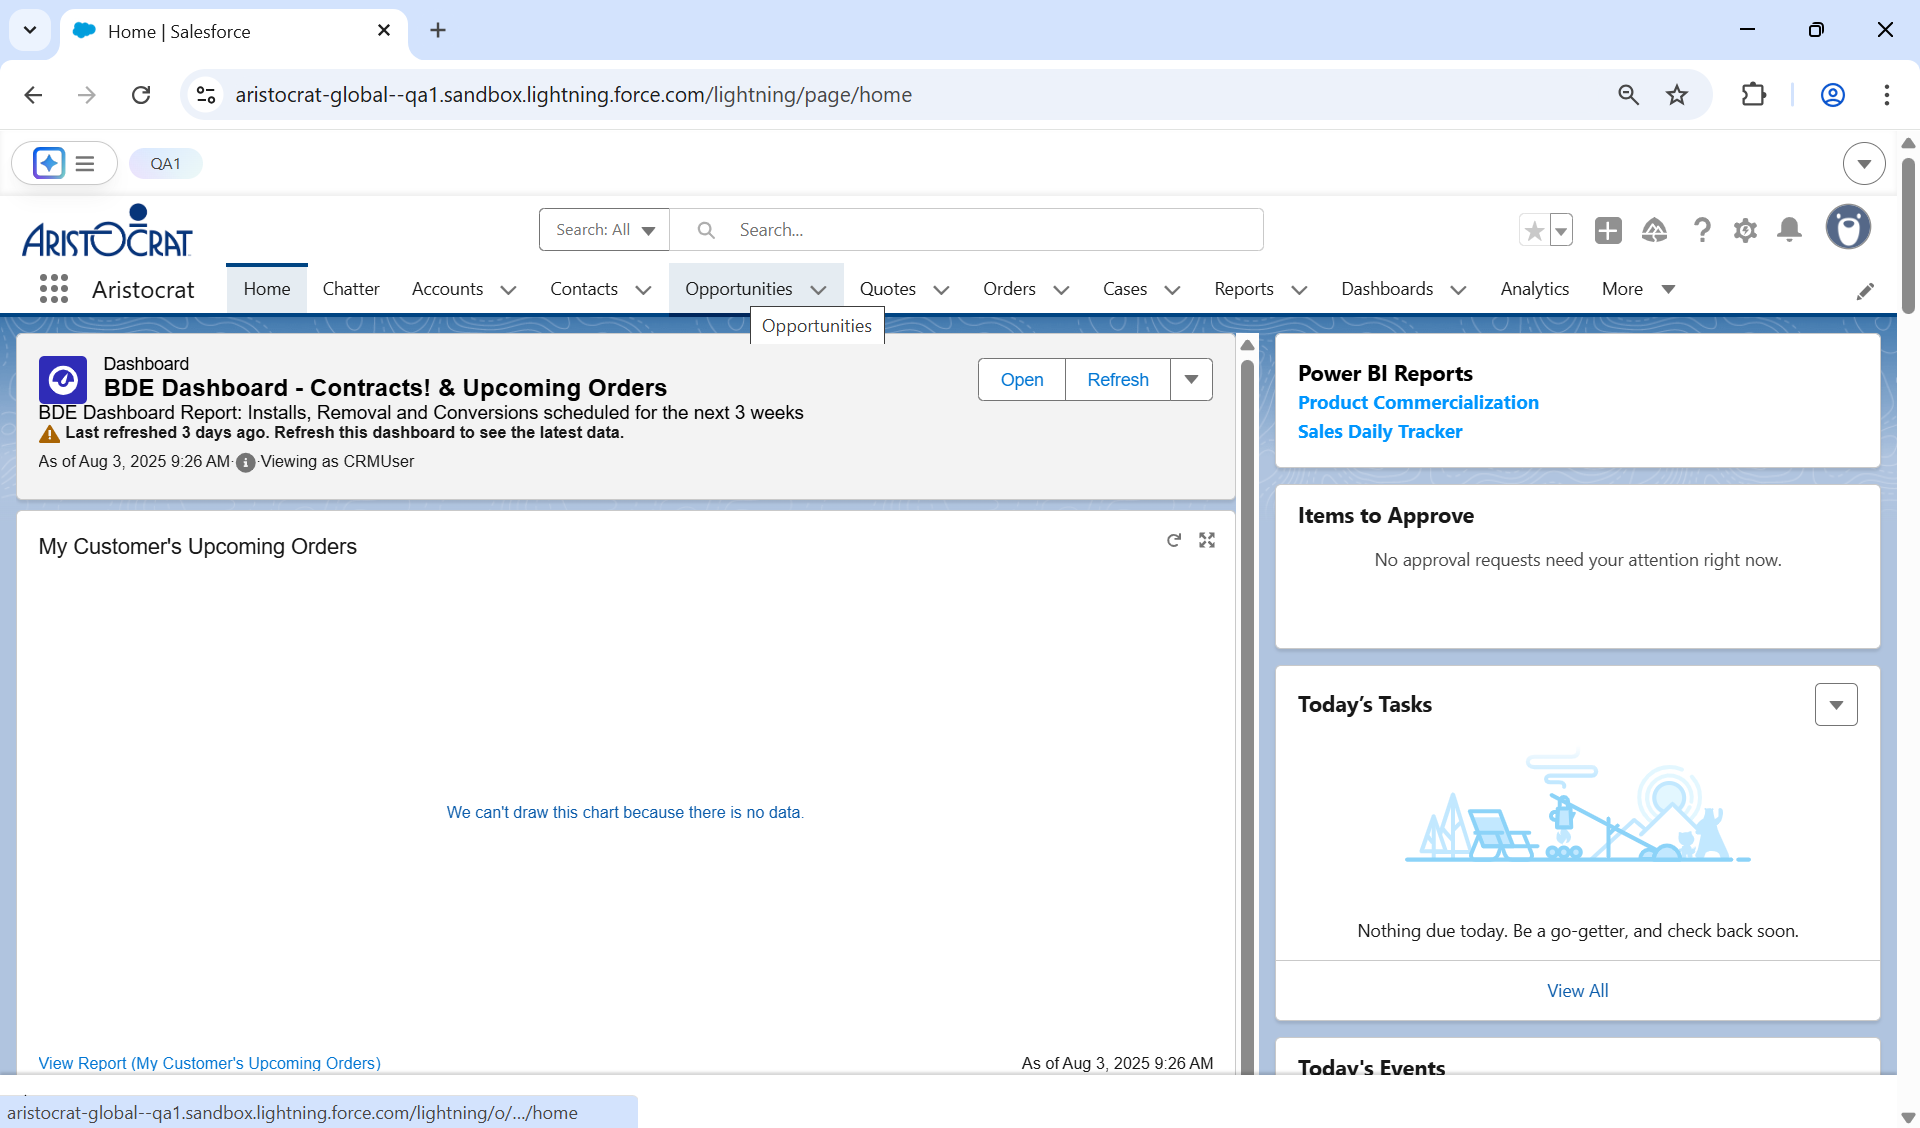 Home | Salesforce
aristocrat-global--qa1.sandbox.lightning.force.com/lightning/page/home
QA1
ARISTOCRAT
Search: All
Search...
Aristocrat
Home
Chatter
Accounts
Contacts
Opportunities
Quotes
Orders
Cases
Reports
Dashboards
Analytics
More
Opportunities
Dashboard
BDE Dashboard - Contracts! & Upcoming Orders
BDE Dashboard Report: Installs, Removal and Conversions scheduled for the next 3 weeks
Last refreshed 3 days ago. Refresh this dashboard to see the latest data.
As of Aug 3, 2025 9:26 AM·Viewing as CRMUser
Open
Refresh
My Customer's Upcoming Orders
We can't draw this chart because there is no data.
View Report (My Customer's Upcoming Orders)
As of Aug 3, 2025 9:26 AM
Power BI Reports
Product Commercialization
Sales Daily Tracker
Items to Approve
No approval requests need your attention right now.
Today’s Tasks
Nothing due today. Be a go-getter, and check back soon.
View All
Today's Events
aristocrat-global--qa1.sandbox.lightning.force.com/lightning/o/.../home